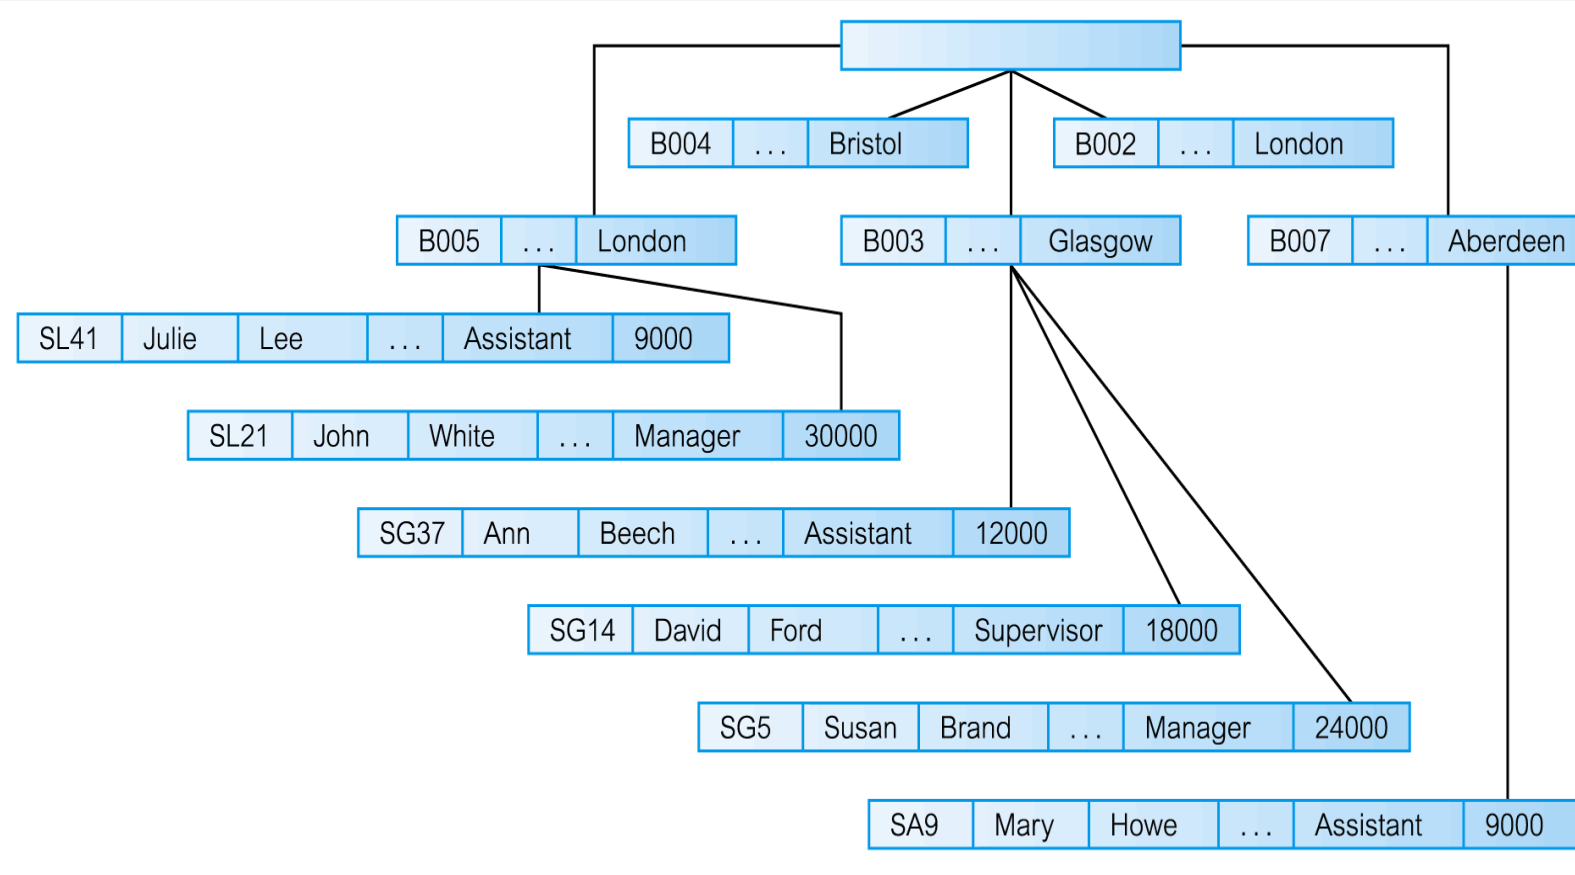 B004 ... Bristol
B002 ... London
B005 ... London
B003 ... Glasgow
B007 ... Aberdeen
SL41 Julie Lee ... Assistant 9000
SL21 John White ... Manager 30000
SG37 Ann Beech ... Assistant 12000
SG14 David Ford ... Supervisor 18000
SG5 Susan Brand ... Manager 24000
SA9 Mary Howe ... Assistant 9000